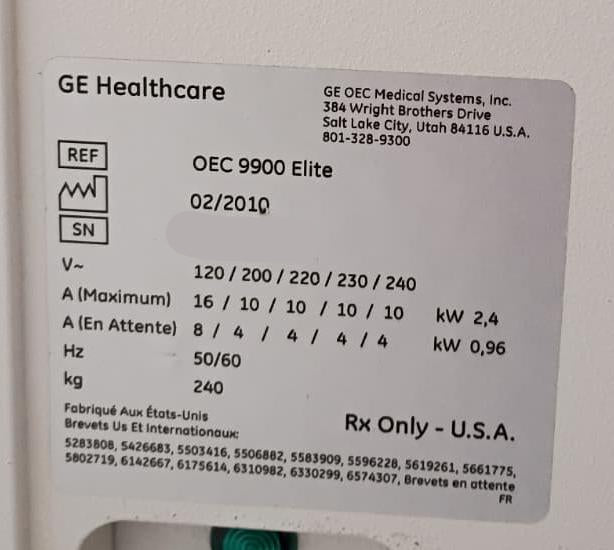 GE Healthcare
GE OEC Medical Systems, Inc.
384 Wright Brothers Drive
Salt Lake City, Utah 84116 U.S.A.
801-328-9300
REF OEC 9900 Elite
02/2010
SN
V~ 120 / 200 / 220 / 230 / 240
A (Maximum) 16 / 10 / 10 / 10 / 10 kW 2,4
A (En Attente) 8 / 4 / 4 / 4 / 4 kW 0,96
Hz 50/60
kg 240
Fabriqué Aux États-Unis
Brevets Us Et Internationaux:
Rx Only - U.S.A.
5283808, 5426683, 5503416, 5506882, 5583909, 5596228, 5619261, 5661775,
5802719, 6142667, 6175614, 6310982, 6330299, 6574307, Brevets en attente
FR